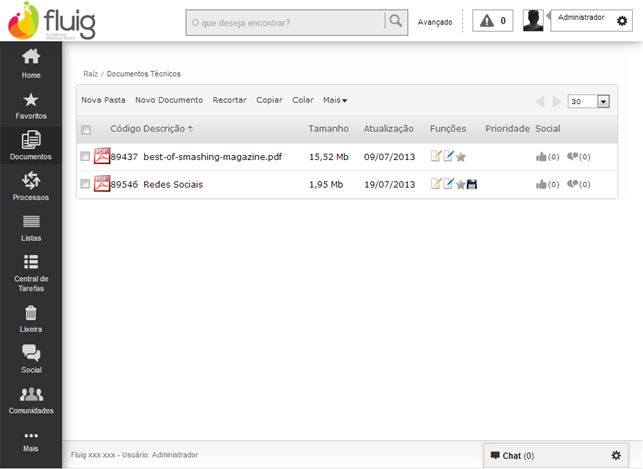 fluig
O que deseja encontrar?
Avançado
0
Administrador
Home
Favoritos
Documentos
Processos
Listas
Central de
Tarefas
Lixeira
Social
Comunidades
Mais
Raíz / Documentos Técnicos
Nova Pasta Novo Documento Recortar Copiar Colar Mais
30
Código Descrição Tamanho Atualização Funções Prioridade Social
89437 best-of-smashing-magazine.pdf 15,52 Mb 09/07/2013 (0) (0)
89546 Redes Sociais 1,95 Mb 19/07/2013 (0) (0)
Fluig xxx xxx - Usuário: Administrador
Chat (0)